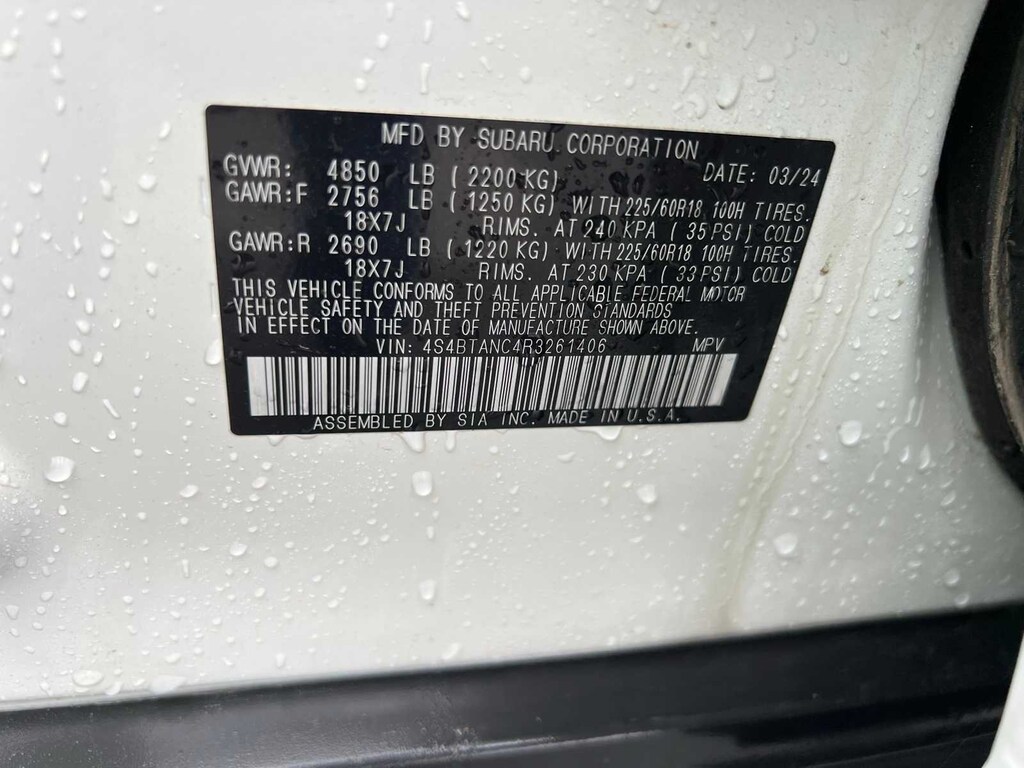 MFD BY SUBARU CORPORATION
GVWR: 4850 LB ( 2200 KG) DATE: 03/24
GAWR:F 2756 LB ( 1250 KG) WITH 225/60R18 100H TIRES.
18X7J RIMS. AT 240 KPA ( 35 PSI) COLD
GAWR:R 2690 LB ( 1220 KG) WITH 225/60R18 100H TIRES.
18X7J RIMS. AT 230 KPA ( 33 PSI) COLD
THIS VEHICLE CONFORMS TO ALL APPLICABLE FEDERAL MOTOR
VEHICLE SAFETY AND THEFT PREVENTION STANDARDS
IN EFFECT ON THE DATE OF MANUFACTURE SHOWN ABOVE.
VIN: 4S4BTANC4R3261406 MPV
ASSEMBLED BY SIA INC. MADE IN U.S.A.